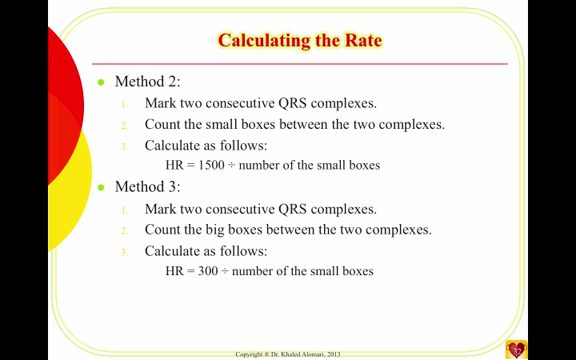 Calculating the Rate
Method 2:
1. Mark two consecutive QRS complexes.
2. Count the small boxes between the two complexes.
3. Calculate as follows:
HR = 1500 ÷ number of the small boxes
Method 3:
1. Mark two consecutive QRS complexes.
2. Count the big boxes between the two complexes.
3. Calculate as follows:
HR = 300 ÷ number of the small boxes
Copyright ® Dr. Khaled Alomari, 2013